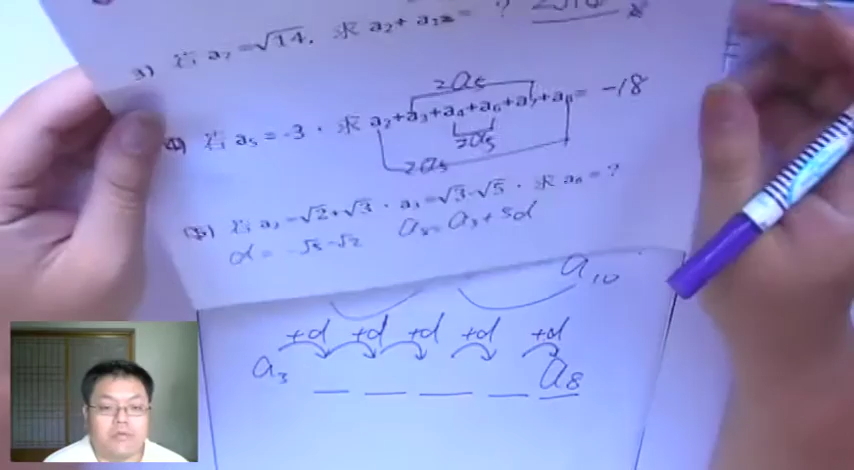 3) 若 a₇=√14, 求 a₂+a₁₂= ?
2a₅
(4) 若 a₅=-3, 求 a₂+a₃+a₄+a₆+a₇+a₈= -18
2a₅
2a₅
(5) 若 a₂=√2+√3, a₃=√3-√5, 求 a₈=?
d = -√5-√2 a₈=a₃+5d
a₁₀
+d +d +d +d +d
a₃ a₈